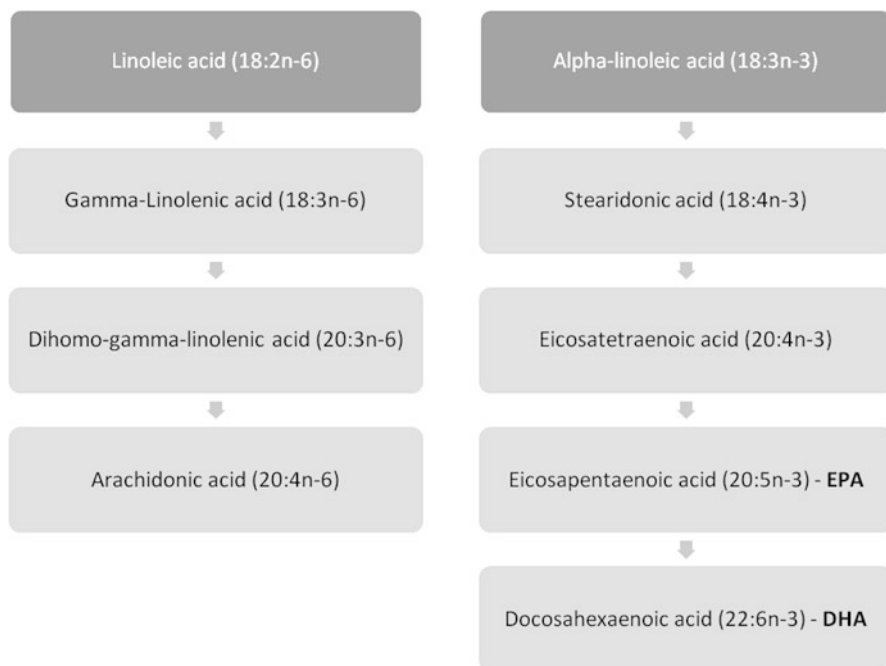 Linoleic acid (18:2n-6)
Gamma-Linolenic acid (18:3n-6)
Dihomo-gamma-linolenic acid (20:3n-6)
Arachidonic acid (20:4n-6)
Alpha-linoleic acid (18:3n-3)
Stearidonic acid (18:4n-3)
Eicosatetraenoic acid (20:4n-3)
Eicosapentaenoic acid (20:5n-3) - EPA
Docosahexaenoic acid (22:6n-3) - DHA